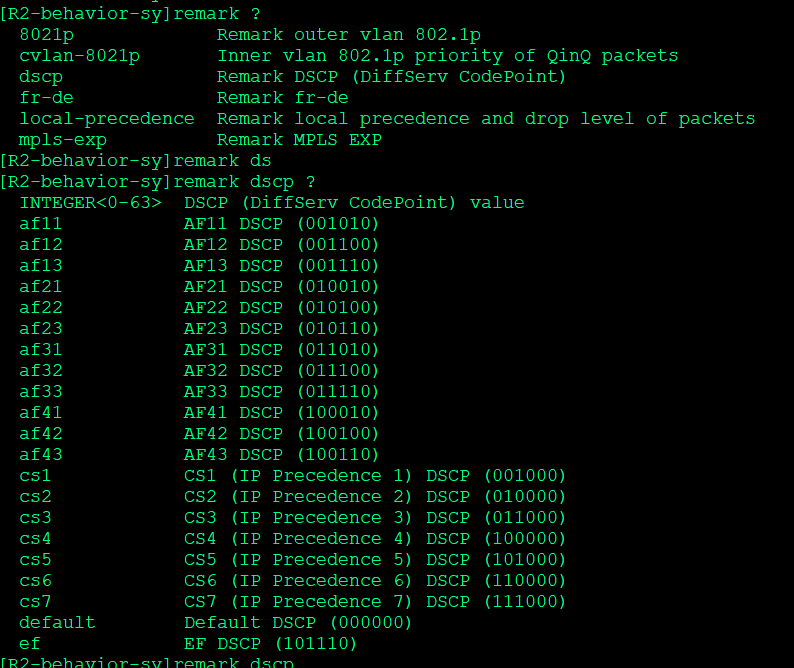 [R2-behavior-sy]remark ?
8021p Remark outer vlan 802.1p
cvlan-8021p Inner vlan 802.1p priority of QinQ packets
dscp Remark DSCP (DiffServ CodePoint)
fr-de Remark fr-de
local-precedence Remark local precedence and drop level of packets
mpls-exp Remark MPLS EXP
[R2-behavior-sy]remark ds
[R2-behavior-sy]remark dscp ?
INTEGER<0-63> DSCP (DiffServ CodePoint) value
af11 AF11 DSCP (001010)
af12 AF12 DSCP (001100)
af13 AF13 DSCP (001110)
af21 AF21 DSCP (010010)
af22 AF22 DSCP (010100)
af23 AF23 DSCP (010110)
af31 AF31 DSCP (011010)
af32 AF32 DSCP (011100)
af33 AF33 DSCP (011110)
af41 AF41 DSCP (100010)
af42 AF42 DSCP (100100)
af43 AF43 DSCP (100110)
cs1 CS1 (IP Precedence 1) DSCP (001000)
cs2 CS2 (IP Precedence 2) DSCP (010000)
cs3 CS3 (IP Precedence 3) DSCP (011000)
cs4 CS4 (IP Precedence 4) DSCP (100000)
cs5 CS5 (IP Precedence 5) DSCP (101000)
cs6 CS6 (IP Precedence 6) DSCP (110000)
cs7 CS7 (IP Precedence 7) DSCP (111000)
default Default DSCP (000000)
ef EF DSCP (101110)
[R2-behavior-sy]remark dscp